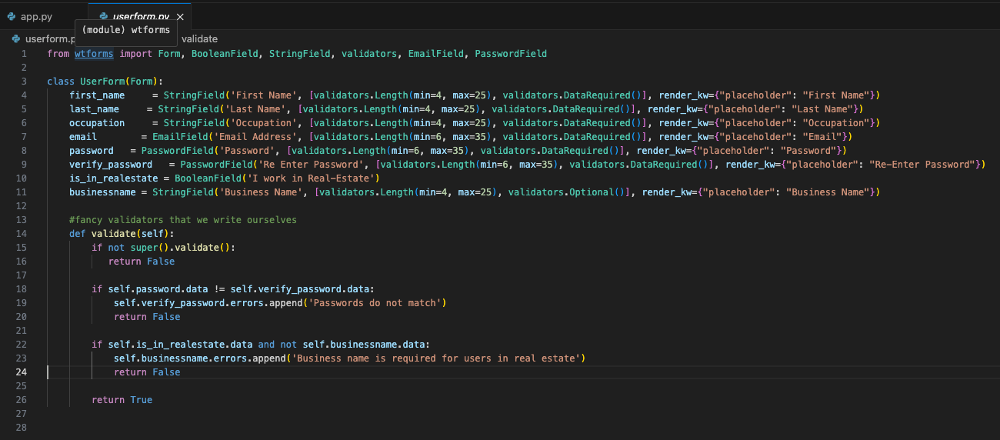 app.py
userform.py
(module) wtforms
userform.p
validate
1 from wtforms import Form, BooleanField, StringField, validators, EmailField, PasswordField
2
3 class UserForm(Form):
4 first_name = StringField('First Name', [validators.Length(min=4, max=25), validators.DataRequired()], render_kw={"placeholder": "First Name"})
5 last_name = StringField('Last Name', [validators.Length(min=4, max=25), validators.DataRequired()], render_kw={"placeholder": "Last Name"})
6 occupation = StringField('Occupation', [validators.Length(min=4, max=25), validators.DataRequired()], render_kw={"placeholder": "Occupation"})
7 email = EmailField('Email Address', [validators.Length(min=6, max=35), validators.DataRequired()], render_kw={"placeholder": "Email"})
8 password = PasswordField('Password', [validators.Length(min=6, max=35), validators.DataRequired()], render_kw={"placeholder": "Password"})
9 verify_password = PasswordField('Re Enter Password', [validators.Length(min=6, max=35), validators.DataRequired()], render_kw={"placeholder": "Re-Enter Password"})
10 is_in_realestate = BooleanField('I work in Real-Estate')
11 businessname = StringField('Business Name', [validators.Length(min=4, max=25), validators.Optional()], render_kw={"placeholder": "Business Name"})
12
13 #fancy validators that we write ourselves
14 def validate(self):
15 if not super().validate():
16 return False
17
18 if self.password.data != self.verify_password.data:
19 self.verify_password.errors.append('Passwords do not match')
20 return False
21
22 if self.is_in_realestate.data and not self.businessname.data:
23 self.businessname.errors.append('Business name is required for users in real estate')
24 return False
25
26 return True
27
28